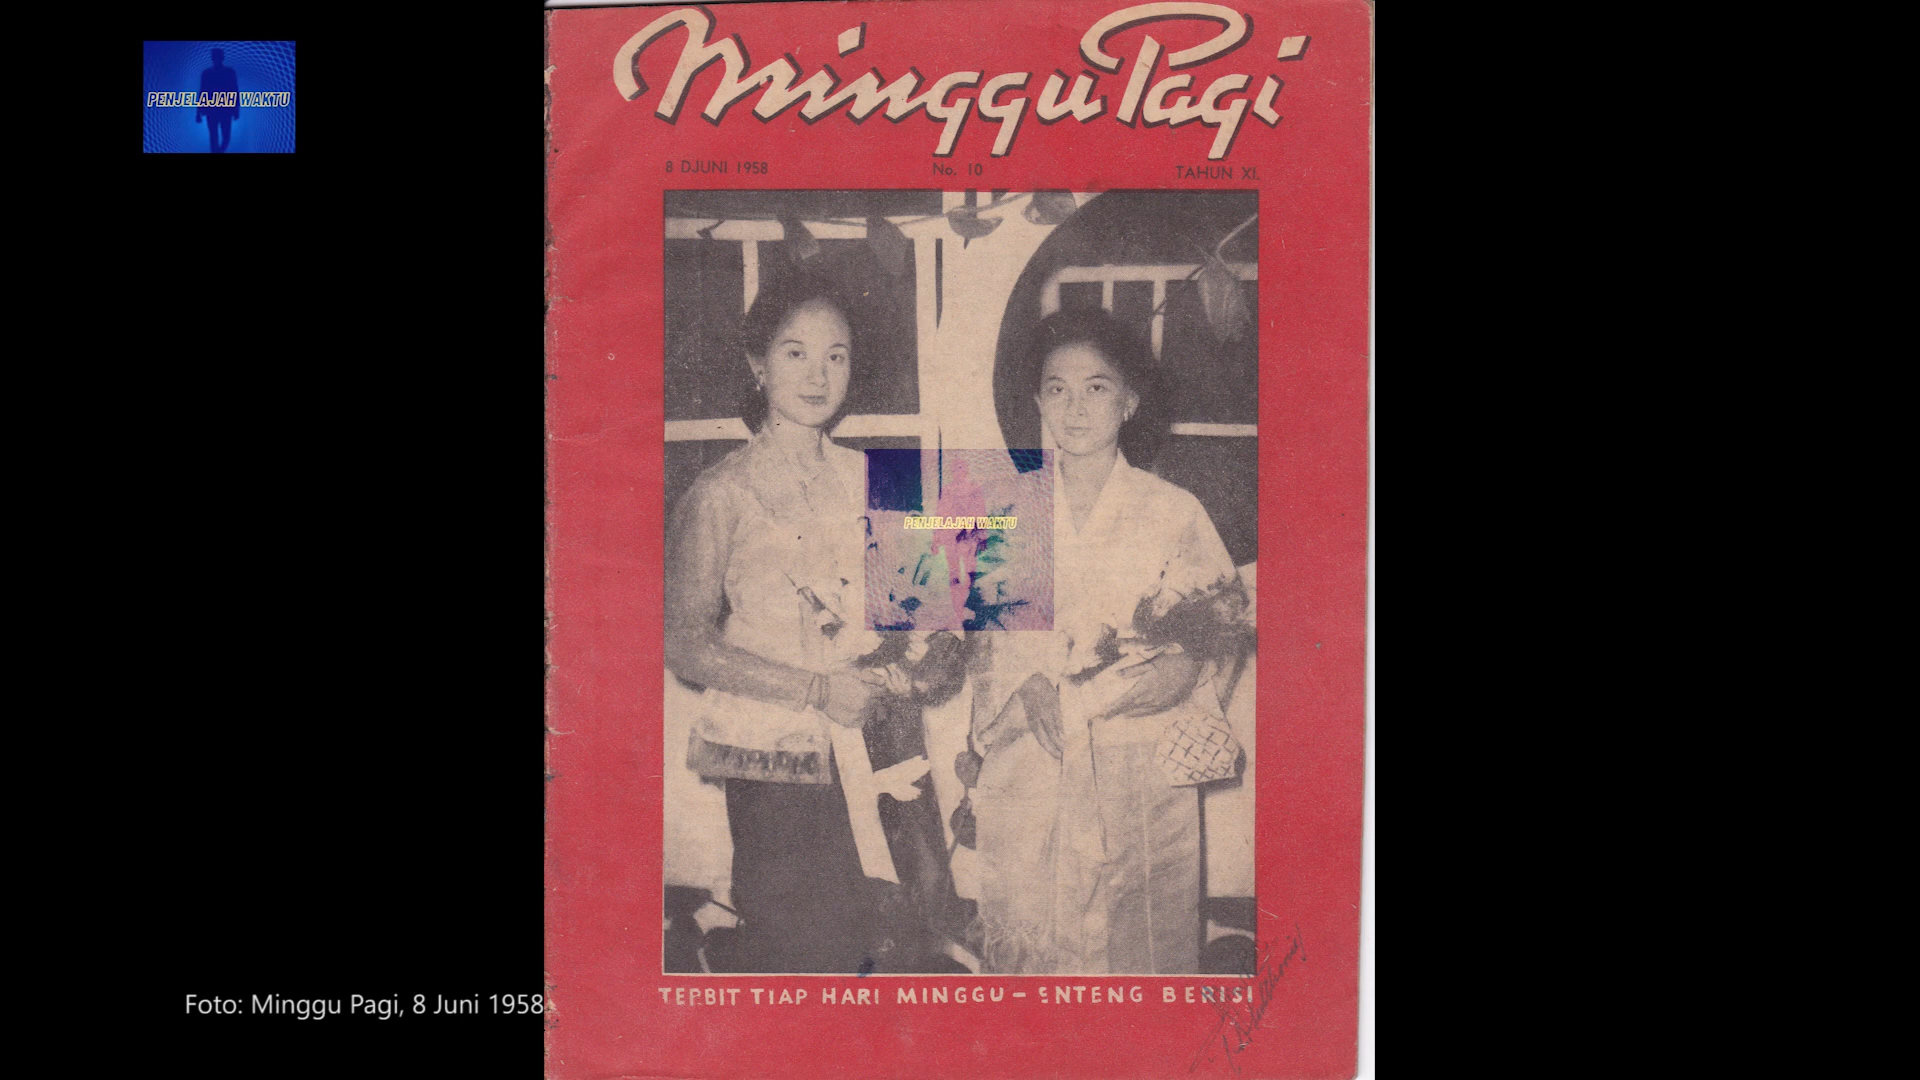 PENJELAJAH WAKTU
Minggu Pagi
8 DJUNI 1958
No. 10
TAHUN XI.
PENJELAJAH WAKTU
TERBIT TIAP HARI MINGGU – ENTENG BERISI
Foto: Minggu Pagi, 8 Juni 1958